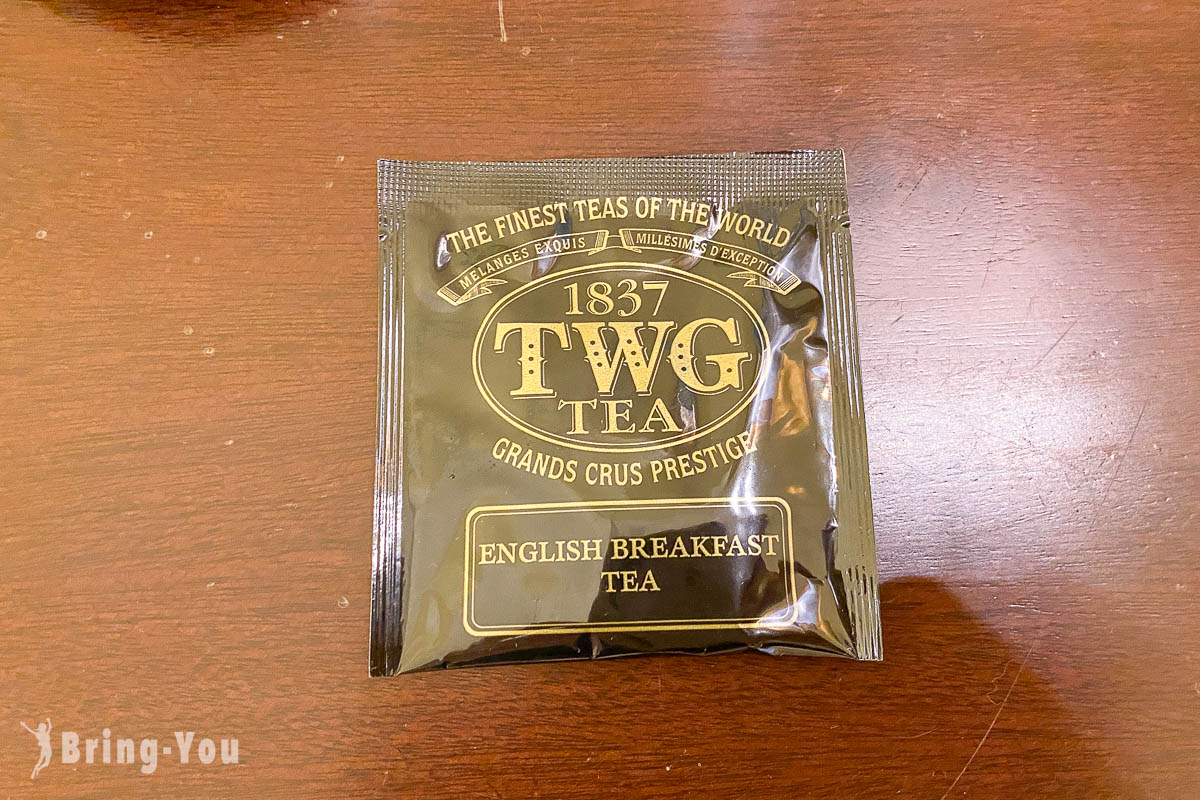 THE FINEST TEAS OF THE WORLD
MELANGES EXQUIS MILLÉSIMES D'EXCEPTION
1837
TWG
TEA
GRANDS CRUS PRESTIGE
ENGLISH BREAKFAST
TEA
Bring-You